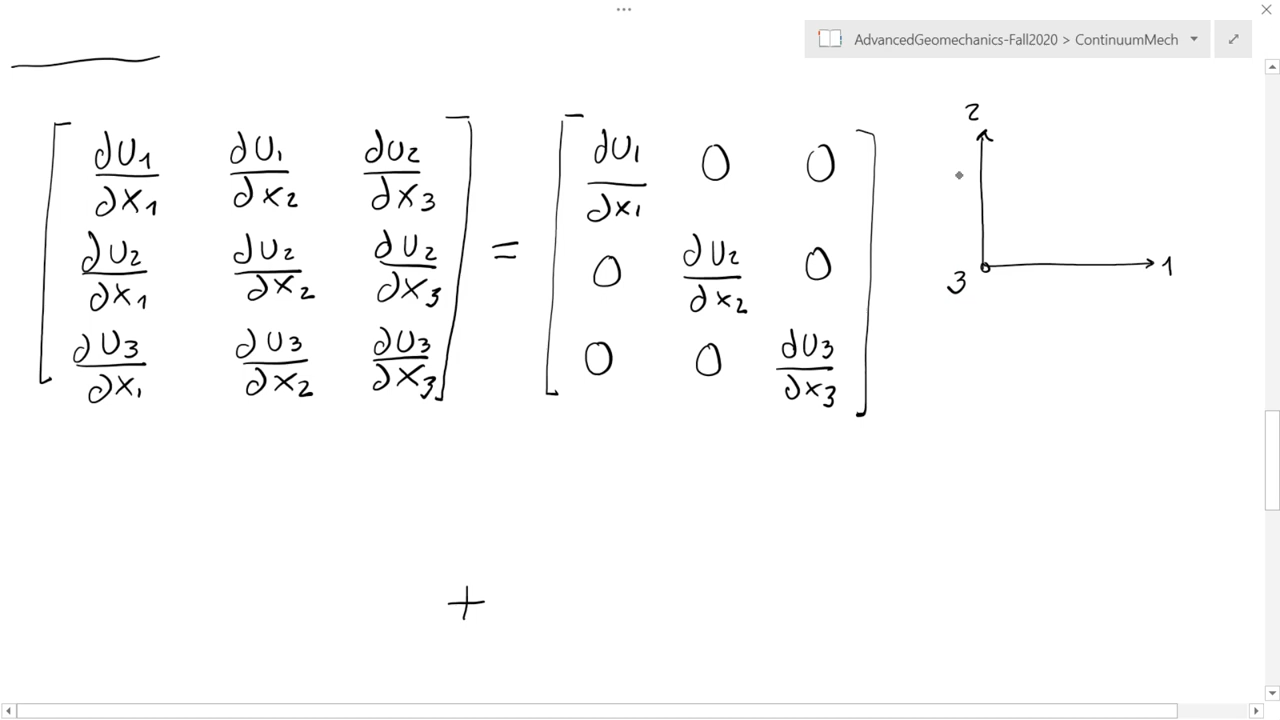 AdvancedGeomechanics-Fall2020 > ContinuumMech
[ ∂U1/∂X1 ∂U1/∂X2 ∂U2/∂X3 ] = [ ∂U1/∂X1 0 0 ]
[ ∂U2/∂X1 ∂U2/∂X2 ∂U2/∂X3 ] [ 0 ∂U2/∂X2 0 ]
[ ∂U3/∂X1 ∂U3/∂X2 ∂U3/∂X3 ] [ 0 0 ∂U3/∂X3 ]
2
1
3
+